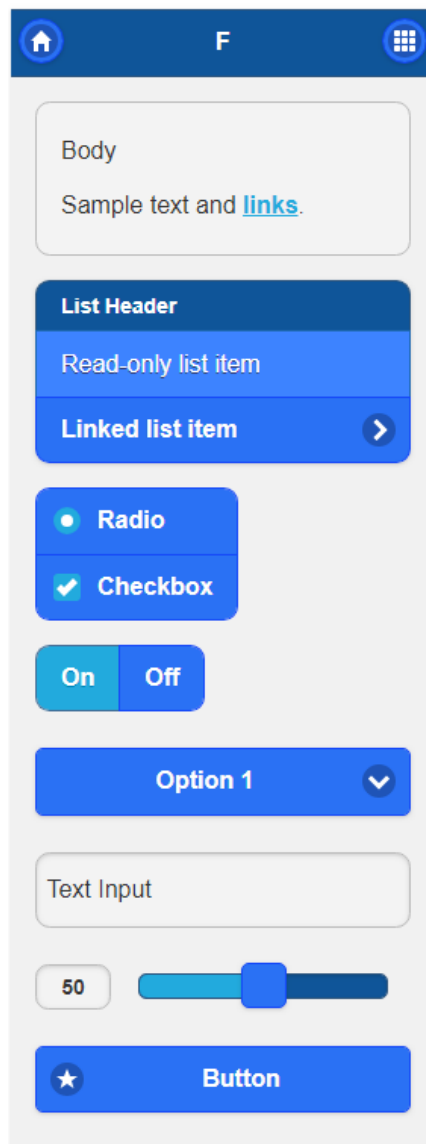 F
Body
Sample text and links.
List Header
Read-only list item
Linked list item
Radio
Checkbox
On Off
Option 1
Text Input
50
Button